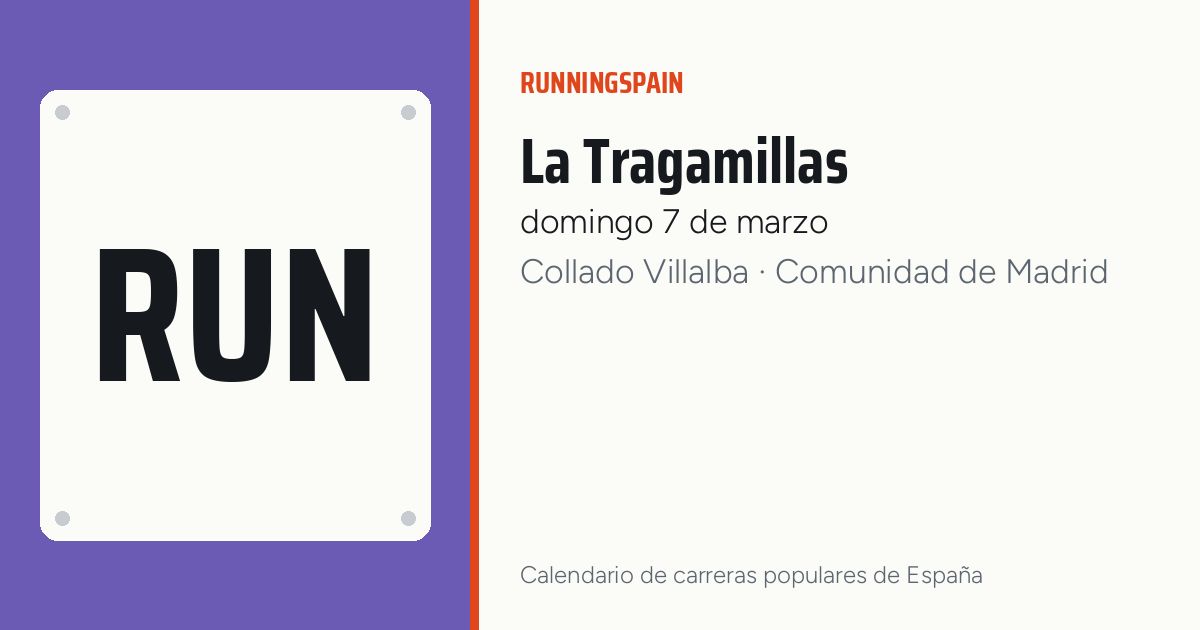 RUN
RUNNINGSPAIN
La Tragamillas
domingo 7 de marzo
Collado Villalba · Comunidad de Madrid
Calendario de carreras populares de España